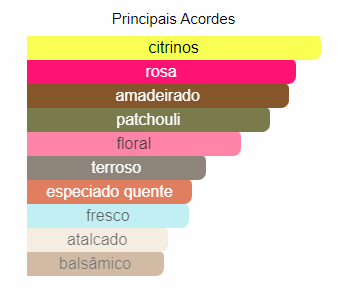 Principais Acordes
citrinos
rosa
amadeirado
patchouli
floral
terroso
especiado quente
fresco
atalcado
balsâmico